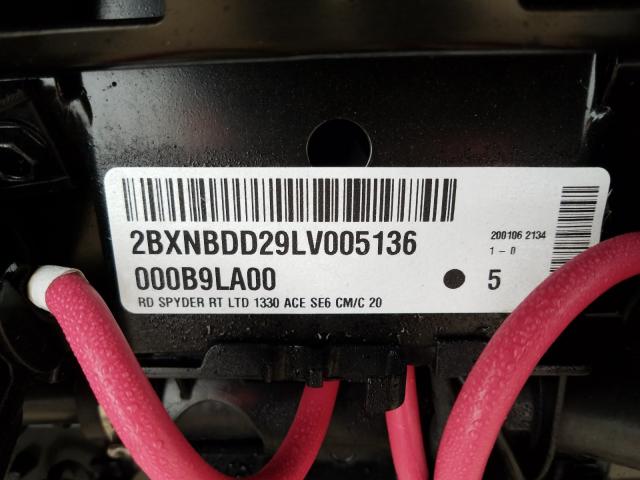 2BXNBDD29LV005136
200106 2134
1-0
000B9LA00
5
RD SPYDER RT LTD 1330 ACE SE6 CM/C 20